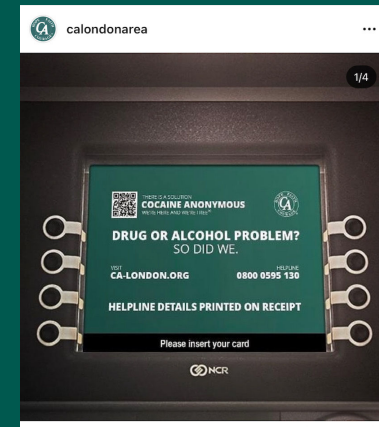 calondonarea
1/4
THERE IS A SOLUTION
COCAINE ANONYMOUS
WE'RE HERE AND WE'RE FREE
DRUG OR ALCOHOL PROBLEM?
SO DID WE.
VISIT
CA-LONDON.ORG
HELPLINE
0800 0595 130
HELPLINE DETAILS PRINTED ON RECEIPT
Please insert your card
NCR